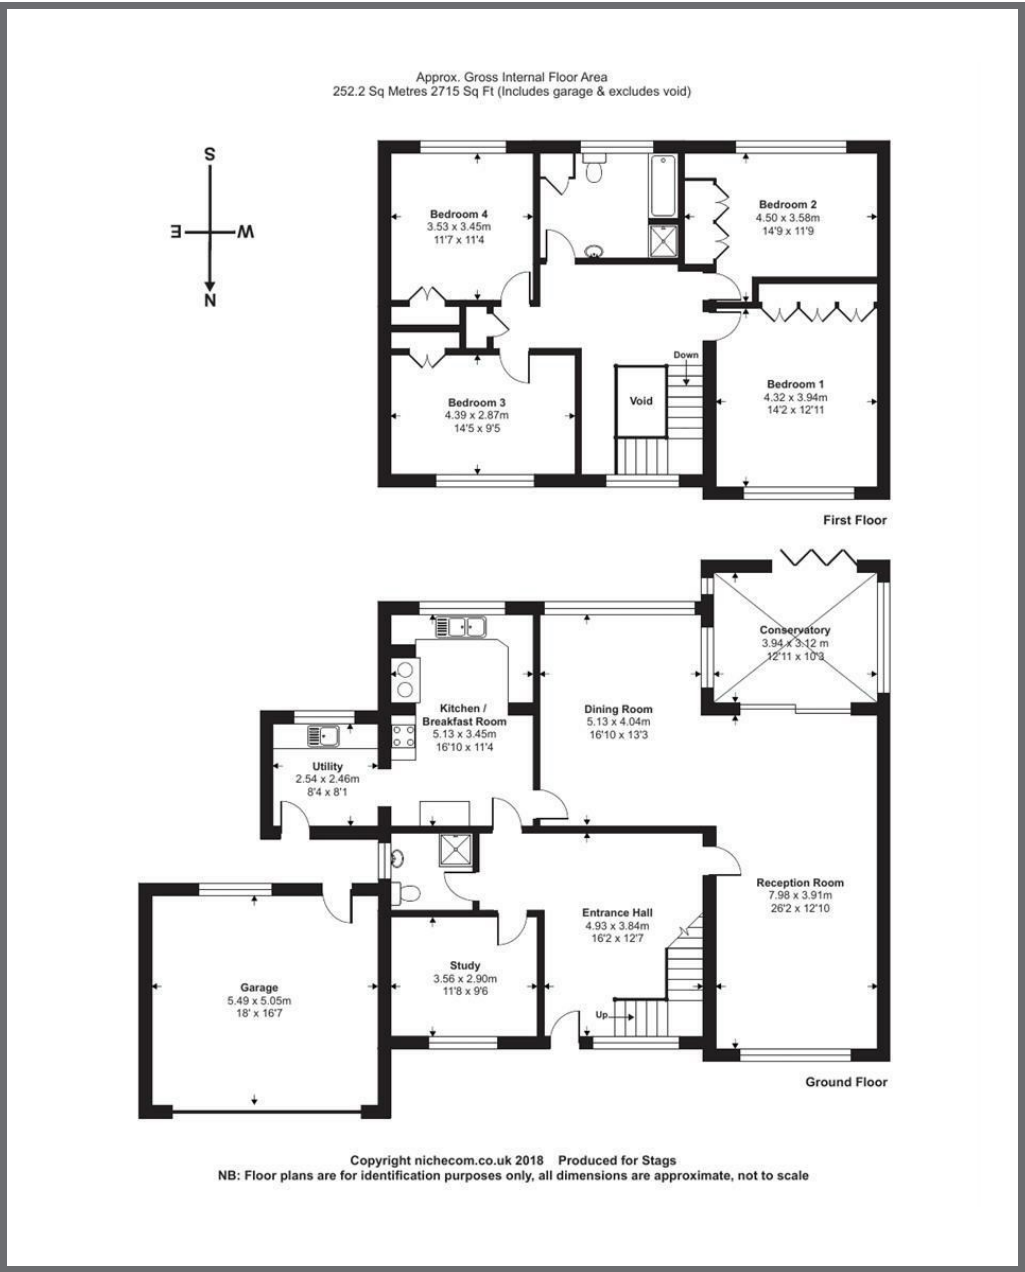 Approx. Gross Internal Floor Area
252.2 Sq Metres 2715 Sq Ft (Includes garage & excludes void)
S
E
W
N
Bedroom 4
3.53 x 3.45m
11'7 x 11'4
Bedroom 2
4.50 x 3.58m
14'9 x 11'9
Down
Void
Bedroom 1
4.32 x 3.94m
14'2 x 12'11
Bedroom 3
4.39 x 2.87m
14'5 x 9'5
First Floor
Conservatory
3.94 x 3.12 m
12'11 x 10'3
Kitchen /
Breakfast Room
5.13 x 3.45m
16'10 x 11'4
Dining Room
5.13 x 4.04m
16'10 x 13'3
Utility
2.54 x 2.46m
8'4 x 8'1
Reception Room
7.98 x 3.91m
26'2 x 12'10
Entrance Hall
4.93 x 3.84m
16'2 x 12'7
Study
3.56 x 2.90m
11'8 x 9'6
Garage
5.49 x 5.05m
18' x 16'7
Up
Ground Floor
Copyright nichecom.co.uk 2018 Produced for Stags
NB: Floor plans are for identification purposes only, all dimensions are approximate, not to scale